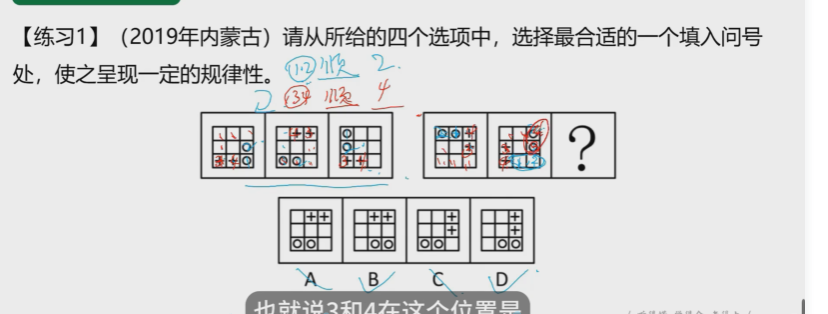 【练习1】（2019年内蒙古）请从所给的四个选项中，选择最合适的一个填入问号
处，使之呈现一定的规律性。 ①② 顺 2.
③④ 顺 4
?
A B C D
也就说3和4在这个位置是